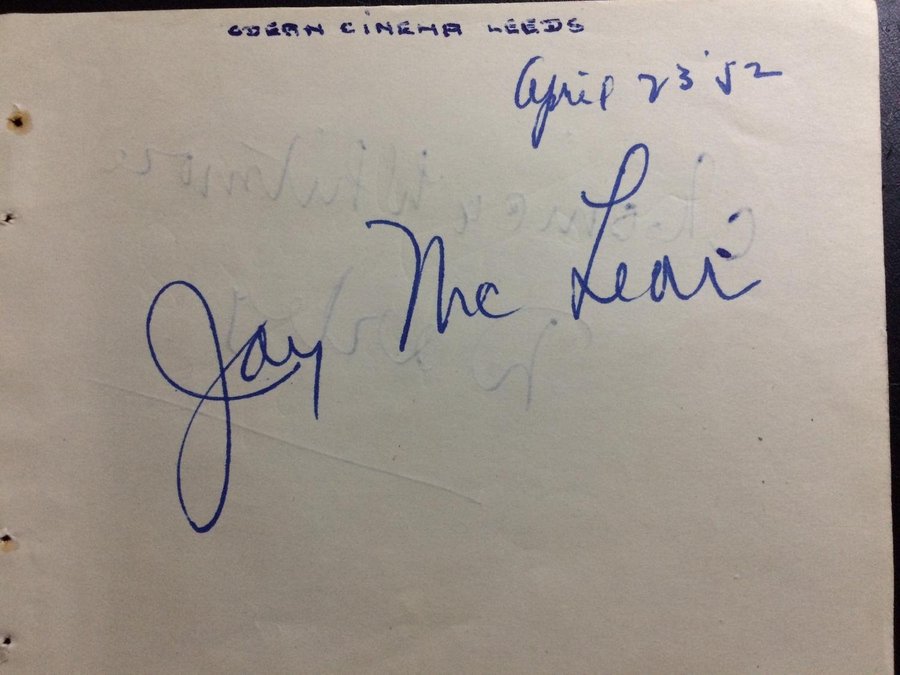 ODEAN CINEMA LEEDS
April 23 '52
Jay Mc Lean